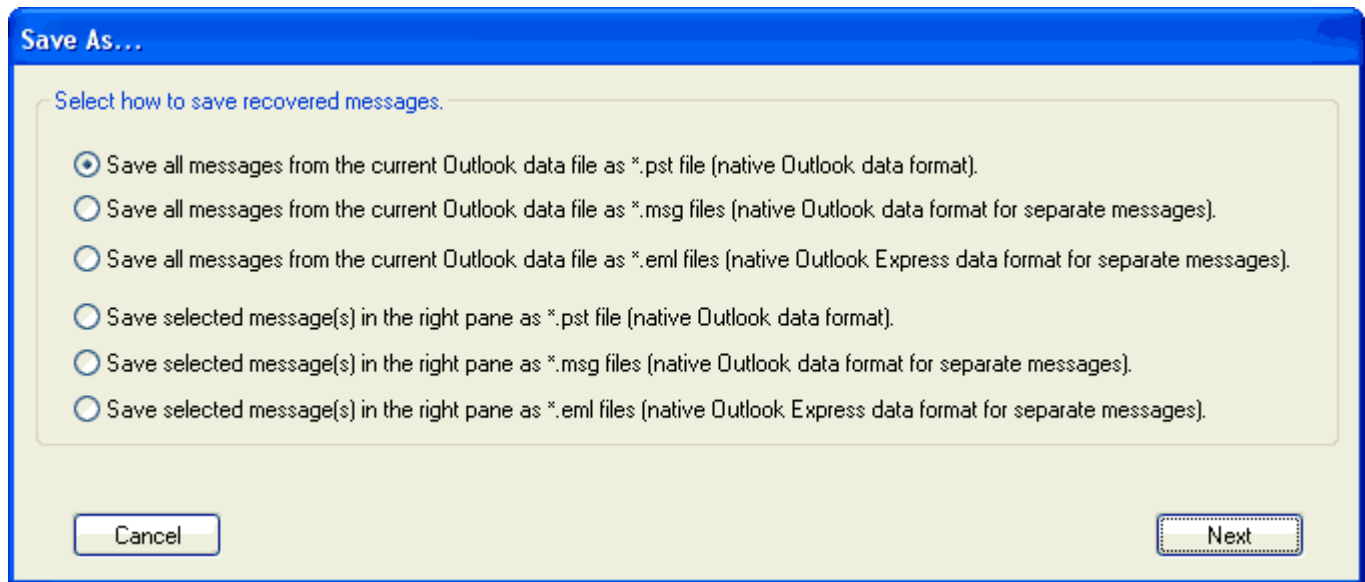 Save As...
Select how to save recovered messages.
Save all messages from the current Outlook data file as *.pst file (native Outlook data format).
Save all messages from the current Outlook data file as *.msg files (native Outlook data format for separate messages).
Save all messages from the current Outlook data file as *.eml files (native Outlook Express data format for separate messages).
Save selected message(s) in the right pane as *.pst file (native Outlook data format).
Save selected message(s) in the right pane as *.msg files (native Outlook data format for separate messages).
Save selected message(s) in the right pane as *.eml files (native Outlook Express data format for separate messages).
Cancel
Next